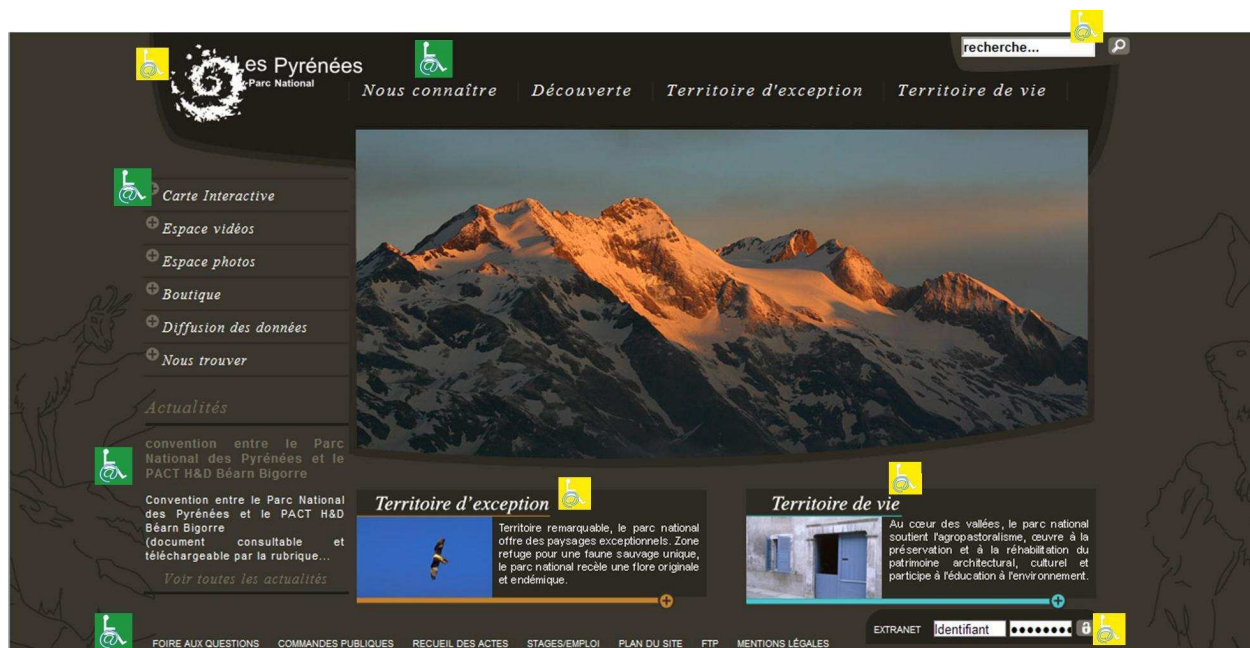 recherche...
Les Pyrénées
Parc National
Nous connaître
Découverte
Territoire d'exception
Territoire de vie
Carte Interactive
Espace vidéos
Espace photos
Boutique
Diffusion des données
Nous trouver
Actualités
convention entre le Parc
National des Pyrénées et le
PACT H&D Béarn Bigorre
Convention entre le Parc National
des Pyrénées et le PACT H&D
Béarn Bigorre
(document consultable et
téléchargeable par la rubrique...
Voir toutes les actualités
Territoire d'exception
Territoire remarquable, le parc national
offre des paysages exceptionnels. Zone
refuge pour une faune sauvage unique,
le parc national recèle une flore originale
et endémique.
Territoire de vie
Au cœur des vallées, le parc national
soutient l'agropastoralisme, œuvre à la
préservation et à la réhabilitation du
patrimoine architectural, culturel et
participe à l'éducation à l'environnement.
EXTRANET Identifiant ••••••••
FOIRE AUX QUESTIONS COMMANDES PUBLIQUES RECUEIL DES ACTES STAGES/EMPLOI PLAN DU SITE FTP MENTIONS LÉGALES